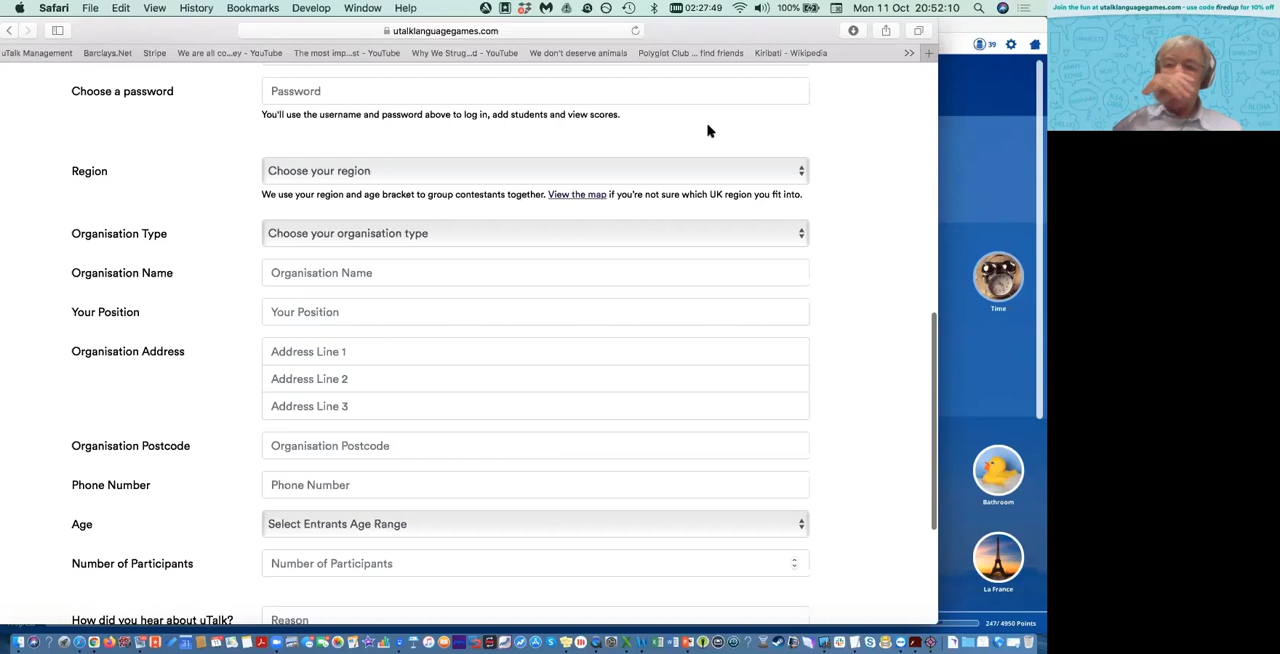 Safari File Edit View History Bookmarks Develop Window Help 02:27:49 100% Mon 11 Oct 20:52:10
Join the fun at utalklanguagegames.com - use code firedup for 10% off
utalklanguagegames.com
39
uTalk Management Barclays.Net Stripe We are all co...ey - YouTube The most imp...st - YouTube Why We Strug...d - YouTube We don't deserve animals Polyglot Club ... find friends Kiribati - Wikipedia
Choose a password
Password
You'll use the username and password above to log in, add students and view scores.
Region
Choose your region
We use your region and age bracket to group contestants together. View the map if you're not sure which UK region you fit into.
Organisation Type
Choose your organisation type
Organisation Name
Organisation Name
Your Position
Your Position
Organisation Address
Address Line 1
Address Line 2
Address Line 3
Organisation Postcode
Organisation Postcode
Phone Number
Phone Number
Age
Select Entrants Age Range
Number of Participants
Number of Participants
How did you hear about uTalk?
Reason
Time
Bathroom
La France
247/ 4950 Points
ALOHA